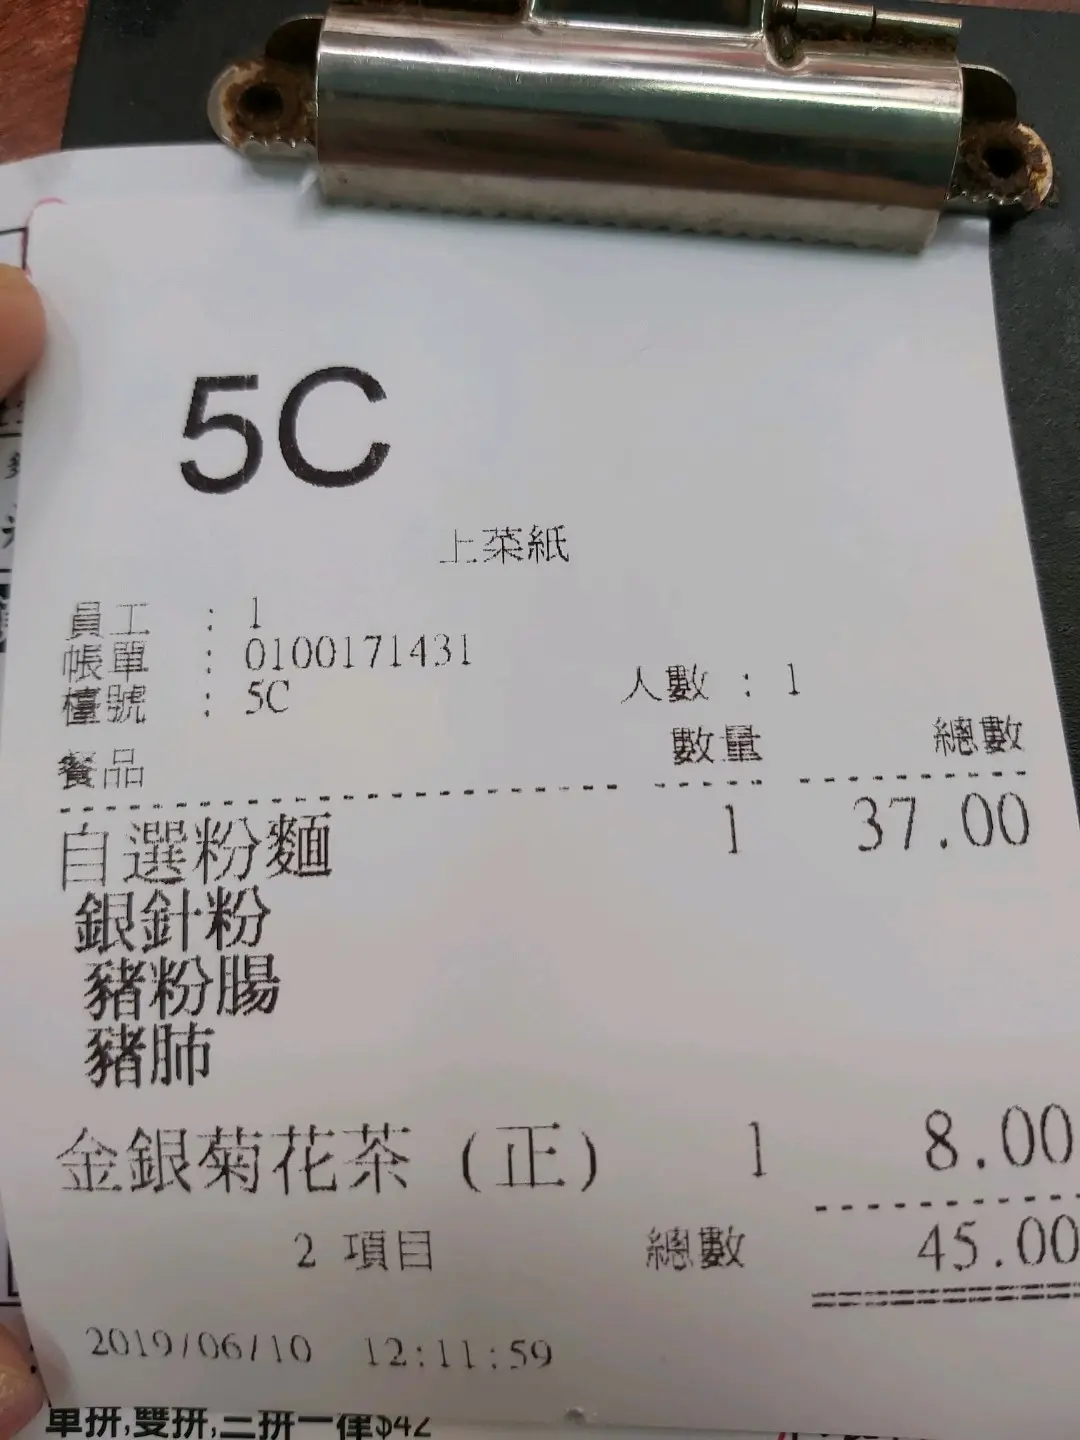 5C
上菜紙
員工 : 1
帳單 : 0100171431
檯號 : 5C 人數 : 1
餐品 數量 總數
自選粉麵 1 37.00
銀針粉
豬粉腸
豬肺
金銀菊花茶 (正) 1 8.00
2 項目 總數 45.00
2019/06/10 12:11:59
單拼,雙拼,三拼一律$42